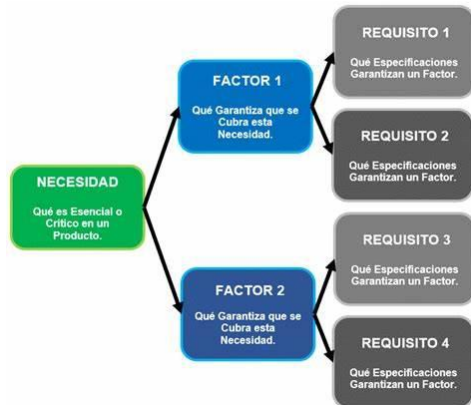 NECESIDAD
Qué es Esencial o
Crítico en un
Producto.
FACTOR 1
Qué Garantiza que se
Cubra esta
Necesidad.
REQUISITO 1
Qué Especificaciones
Garantizan un Factor.
REQUISITO 2
Qué Especificaciones
Garantizan un Factor.
FACTOR 2
Qué Garantiza que se
Cubra esta
Necesidad.
REQUISITO 3
Qué Especificaciones
Garantizan un Factor.
REQUISITO 4
Qué Especificaciones
Garantizan un Factor.